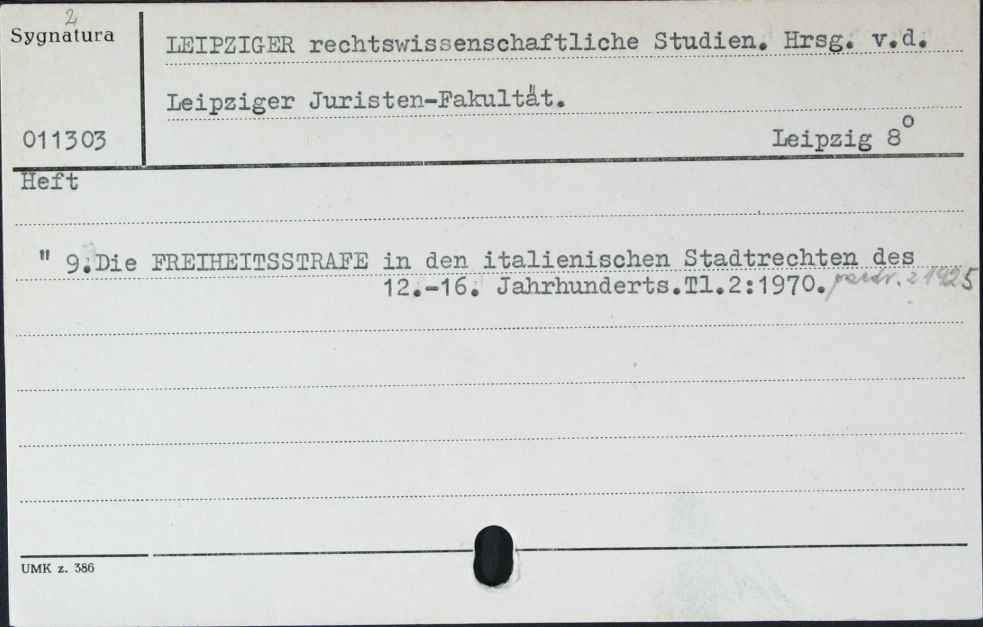 2
Sygnatura
LEIPZIGER rechtswissenschaftliche Studien. Hrsg. v.d.
Leipziger Juristen-Fakultät.
011303
Leipzig 8°
Heft
" 9.Die FREIHEITSSTRAFE in den italienischen Stadtrechten des
12.-16. Jahrhunderts.Tl.2:1970. z 1925
UMK z. 386